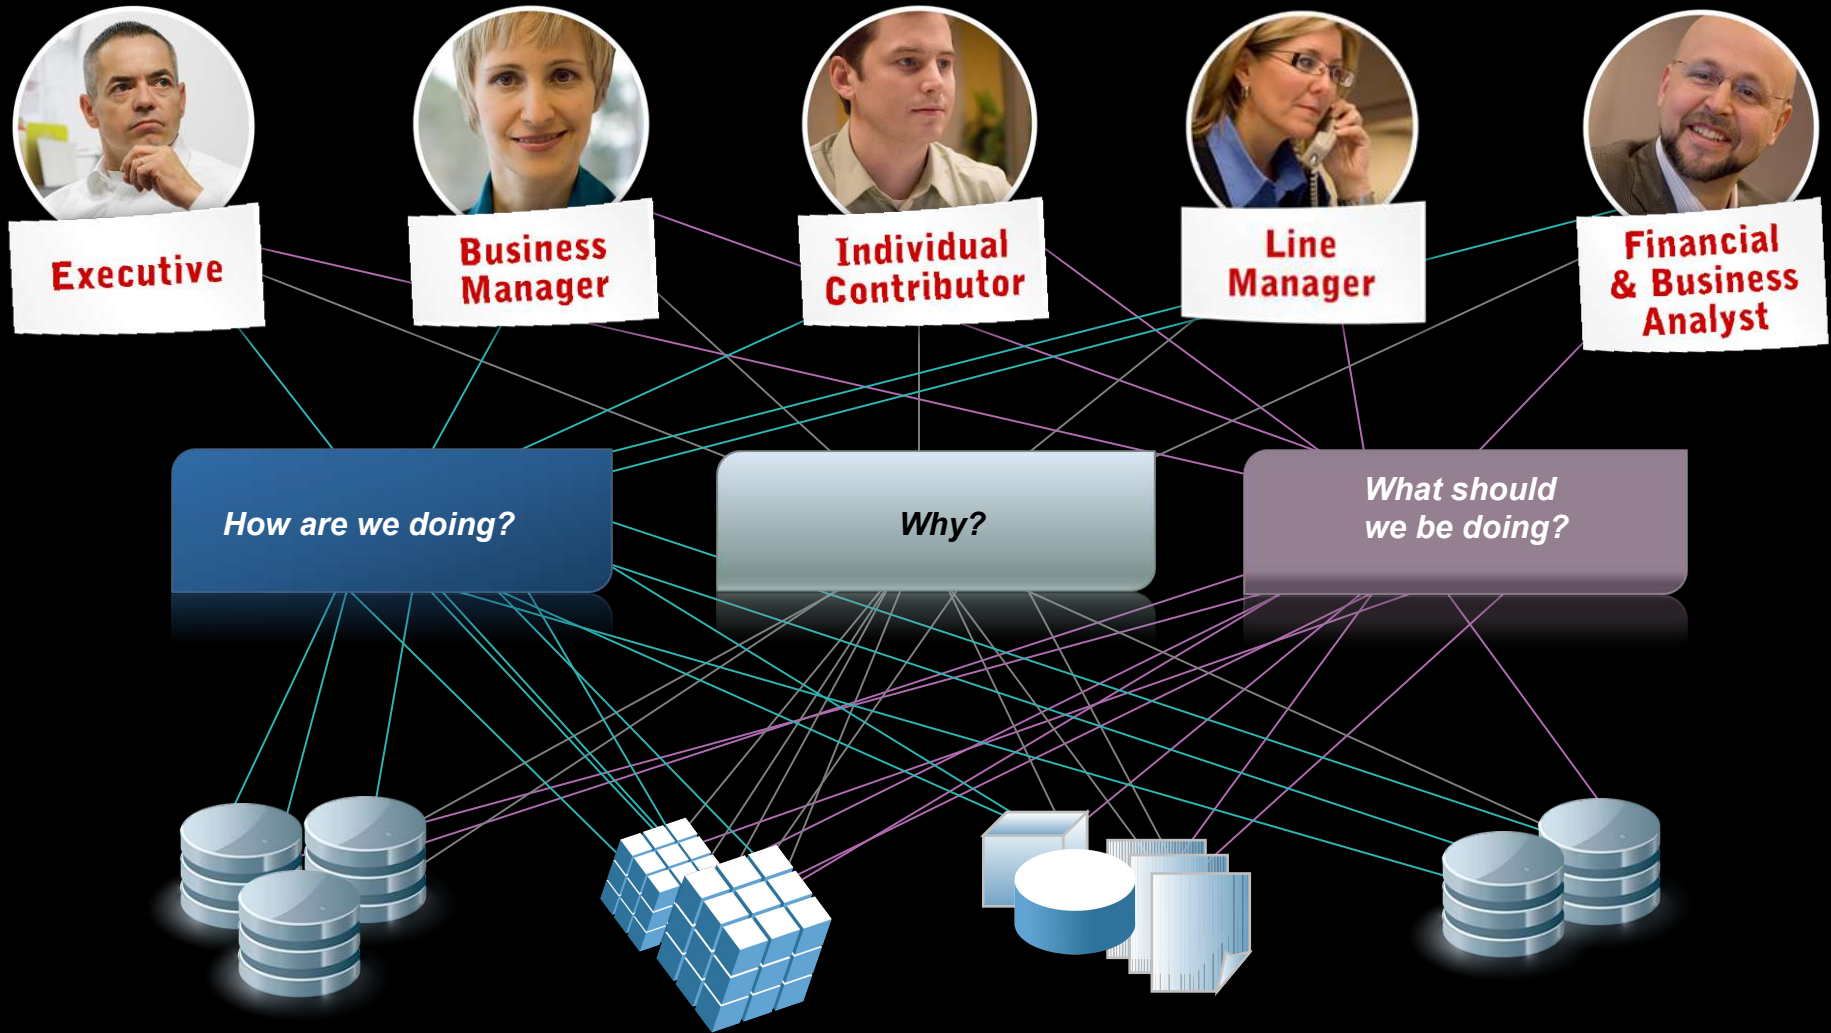 Executive
Business
Manager
Individual
Contributor
Line
Manager
Financial
& Business
Analyst
How are we doing?
Why?
What should
we be doing?